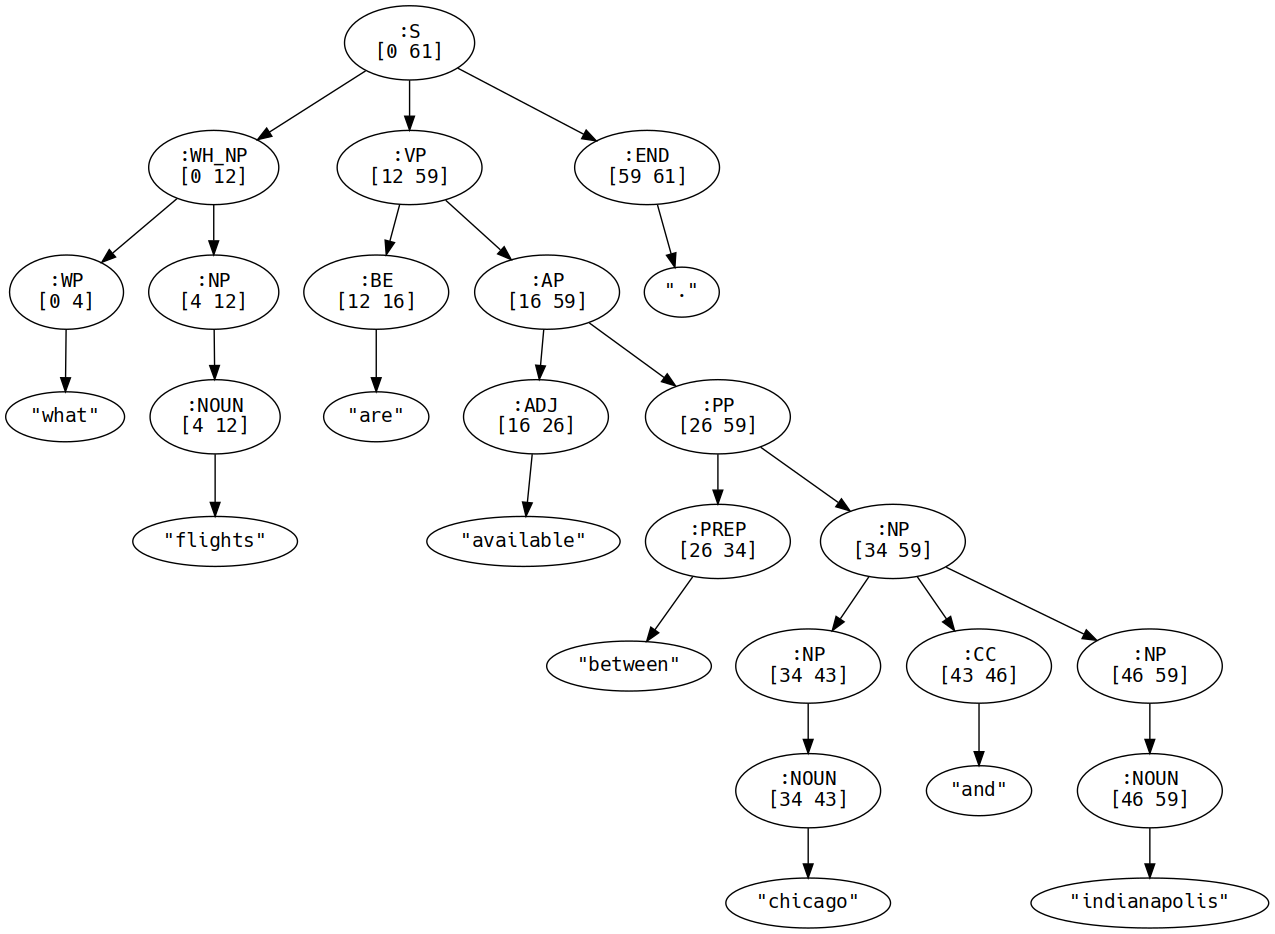 :S
[0 61]
:WH_NP
[0 12]
:VP
[12 59]
:END
[59 61]
:WP
[0 4]
:NP
[4 12]
:BE
[12 16]
:AP
[16 59]
"."
"what"
:NOUN
[4 12]
"are"
:ADJ
[16 26]
:PP
[26 59]
"flights"
"available"
:PREP
[26 34]
:NP
[34 59]
"between"
:NP
[34 43]
:CC
[43 46]
:NP
[46 59]
:NOUN
[34 43]
"and"
:NOUN
[46 59]
"chicago"
"indianapolis"